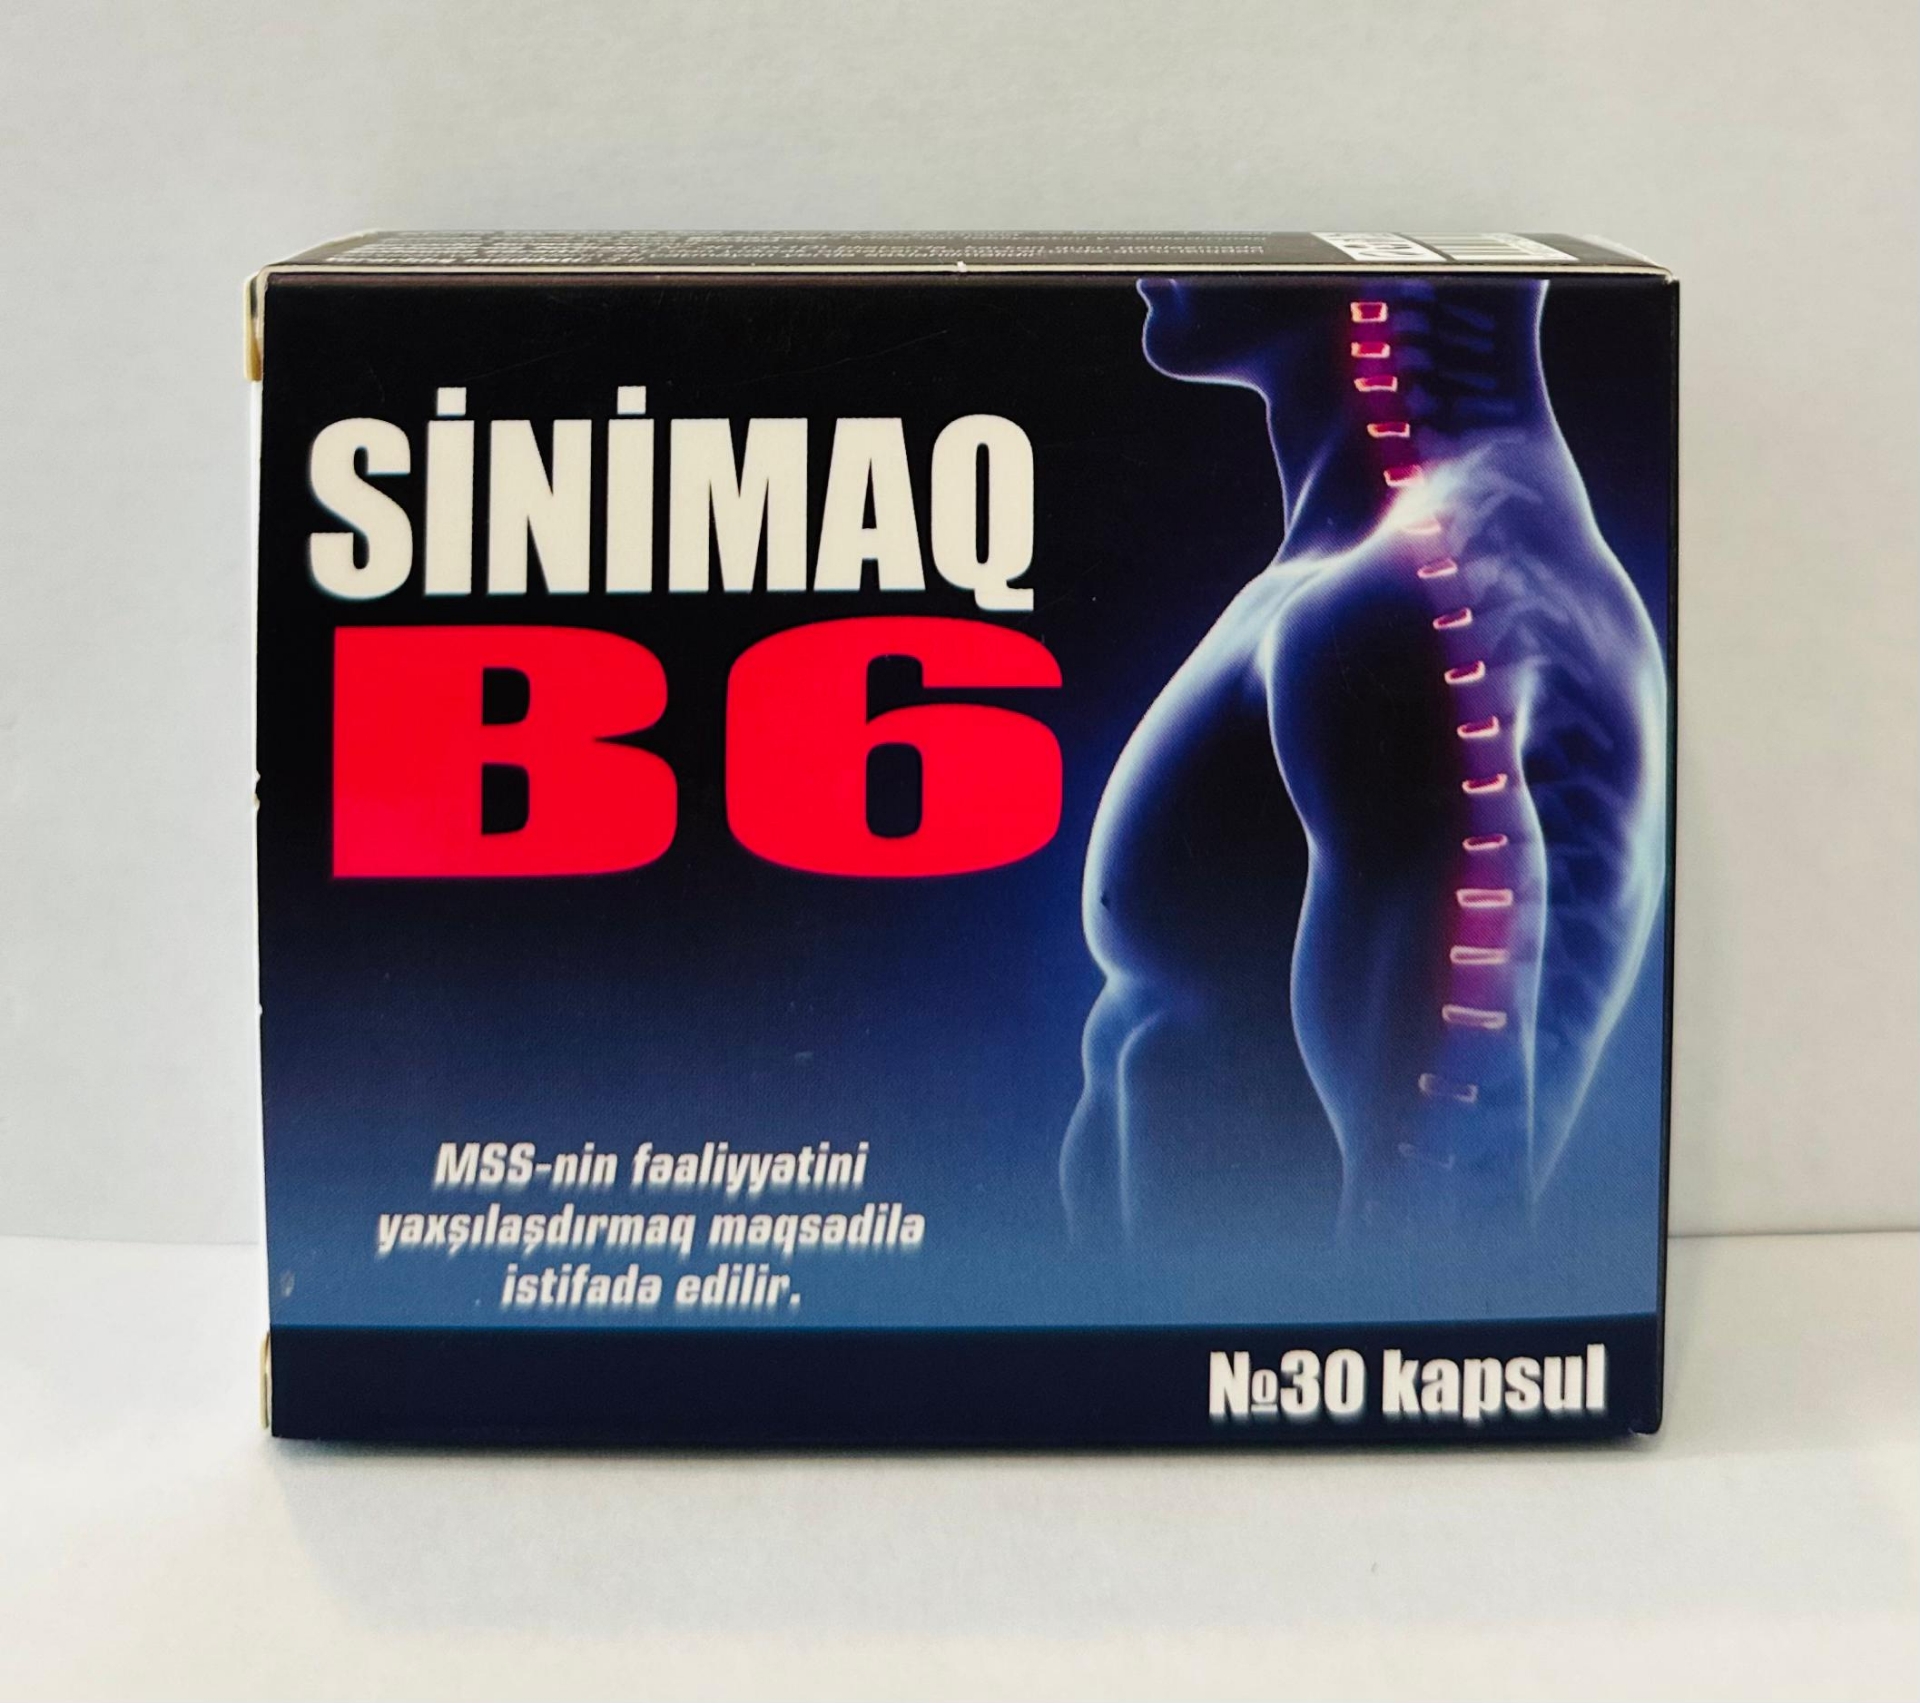 SİNİMAQ
B6
MSS-nin fəaliyyətini
yaxşılaşdırmaq məqsədilə
istifadə edilir.
№30 kapsul